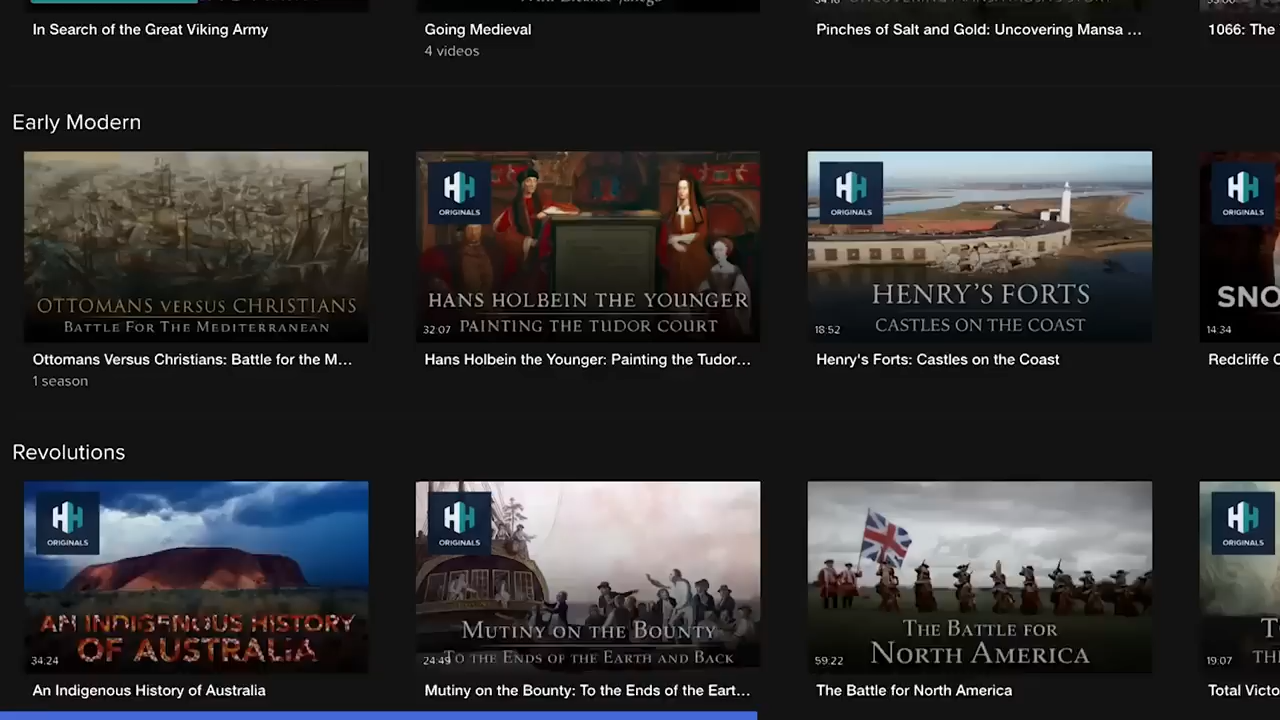 In Search of the Great Viking Army
Going Medieval
4 videos
Pinches of Salt and Gold: Uncovering Mansa ...
1066: The
Early Modern
OTTOMANS VERSUS CHRISTIANS
BATTLE FOR THE MEDITERRANEAN
Ottomans Versus Christians: Battle for the M...
1 season
HH
ORIGINALS
HANS HOLBEIN THE YOUNGER
32:07 PAINTING THE TUDOR COURT
Hans Holbein the Younger: Painting the Tudor...
HH
ORIGINALS
HENRY'S FORTS
18:52 CASTLES ON THE COAST
Henry's Forts: Castles on the Coast
HH
ORIGINALS
SNO
14:34
Redcliffe C
Revolutions
HH
ORIGINALS
AN INDIGENOUS HISTORY
OF AUSTRALIA
34:24
An Indigenous History of Australia
HH
ORIGINALS
MUTINY ON THE BOUNTY
24:49 TO THE ENDS OF THE EARTH AND BACK
Mutiny on the Bounty: To the Ends of the Eart...
THE BATTLE FOR
NORTH AMERICA
59:22
The Battle for North America
HH
ORIGINALS
T
19:07 THE
Total Victo